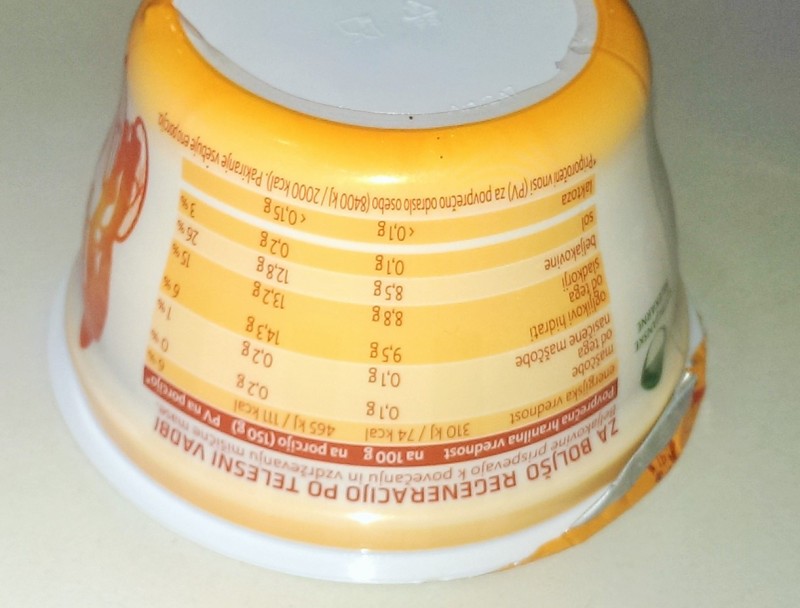 ZA BOLJŠO REGENERACIJO PO TELESNI VADBI
Beljakovine prispevajo k povečanju in vzdrževanju mišične mase
Povprečna hranilna vrednost na 100 g na porcijo (150 g) PV na porcijo*
energijska vrednost 310 kJ / 74 kcal 465 kJ / 111 kcal 6 %
maščobe 0,1 g 0,2 g 0 %
od tega
nasičene maščobe 0,1 g 0,2 g 1 %
ogljikovi hidrati 9,5 g 14,3 g 6 %
od tega
sladkorji 8,8 g 13,2 g 15 %
beljakovine 8,5 g 12,8 g 26 %
sol 0,1 g 0,2 g 3 %
laktoza < 0,1 g < 0,15 g
*Priporočeni vnosi (PV) za povprečno odraslo osebo (8400 kJ / 2000 kcal). Pakiranje vsebuje eno porcijo.